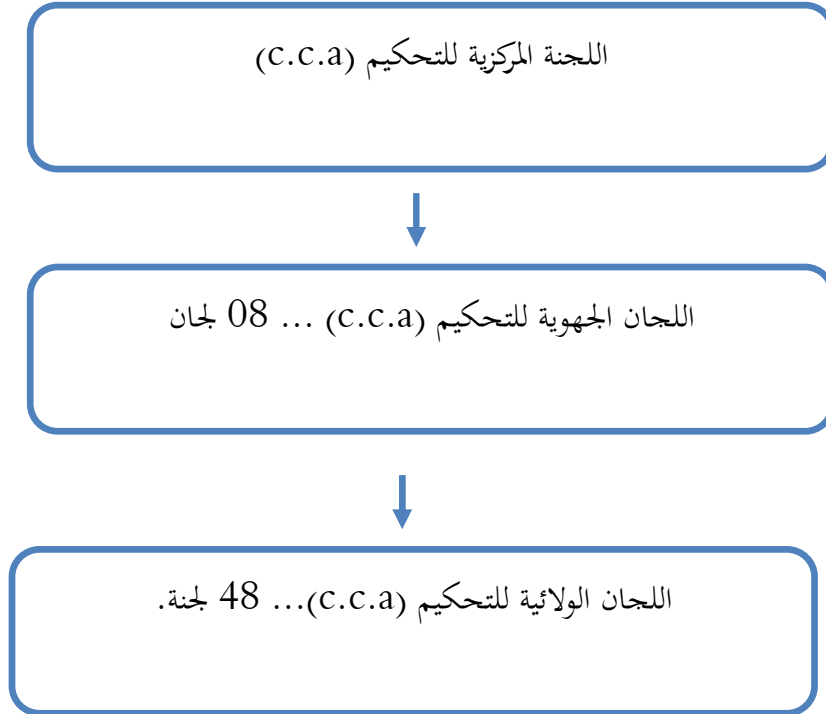 اللجنة المركزية للتحكيم (c.c.a)
اللجان الجهوية للتحكيم (c.c.a) ... 08 لجان
اللجان الولائية للتحكيم (c.c.a)... 48 لجنة.